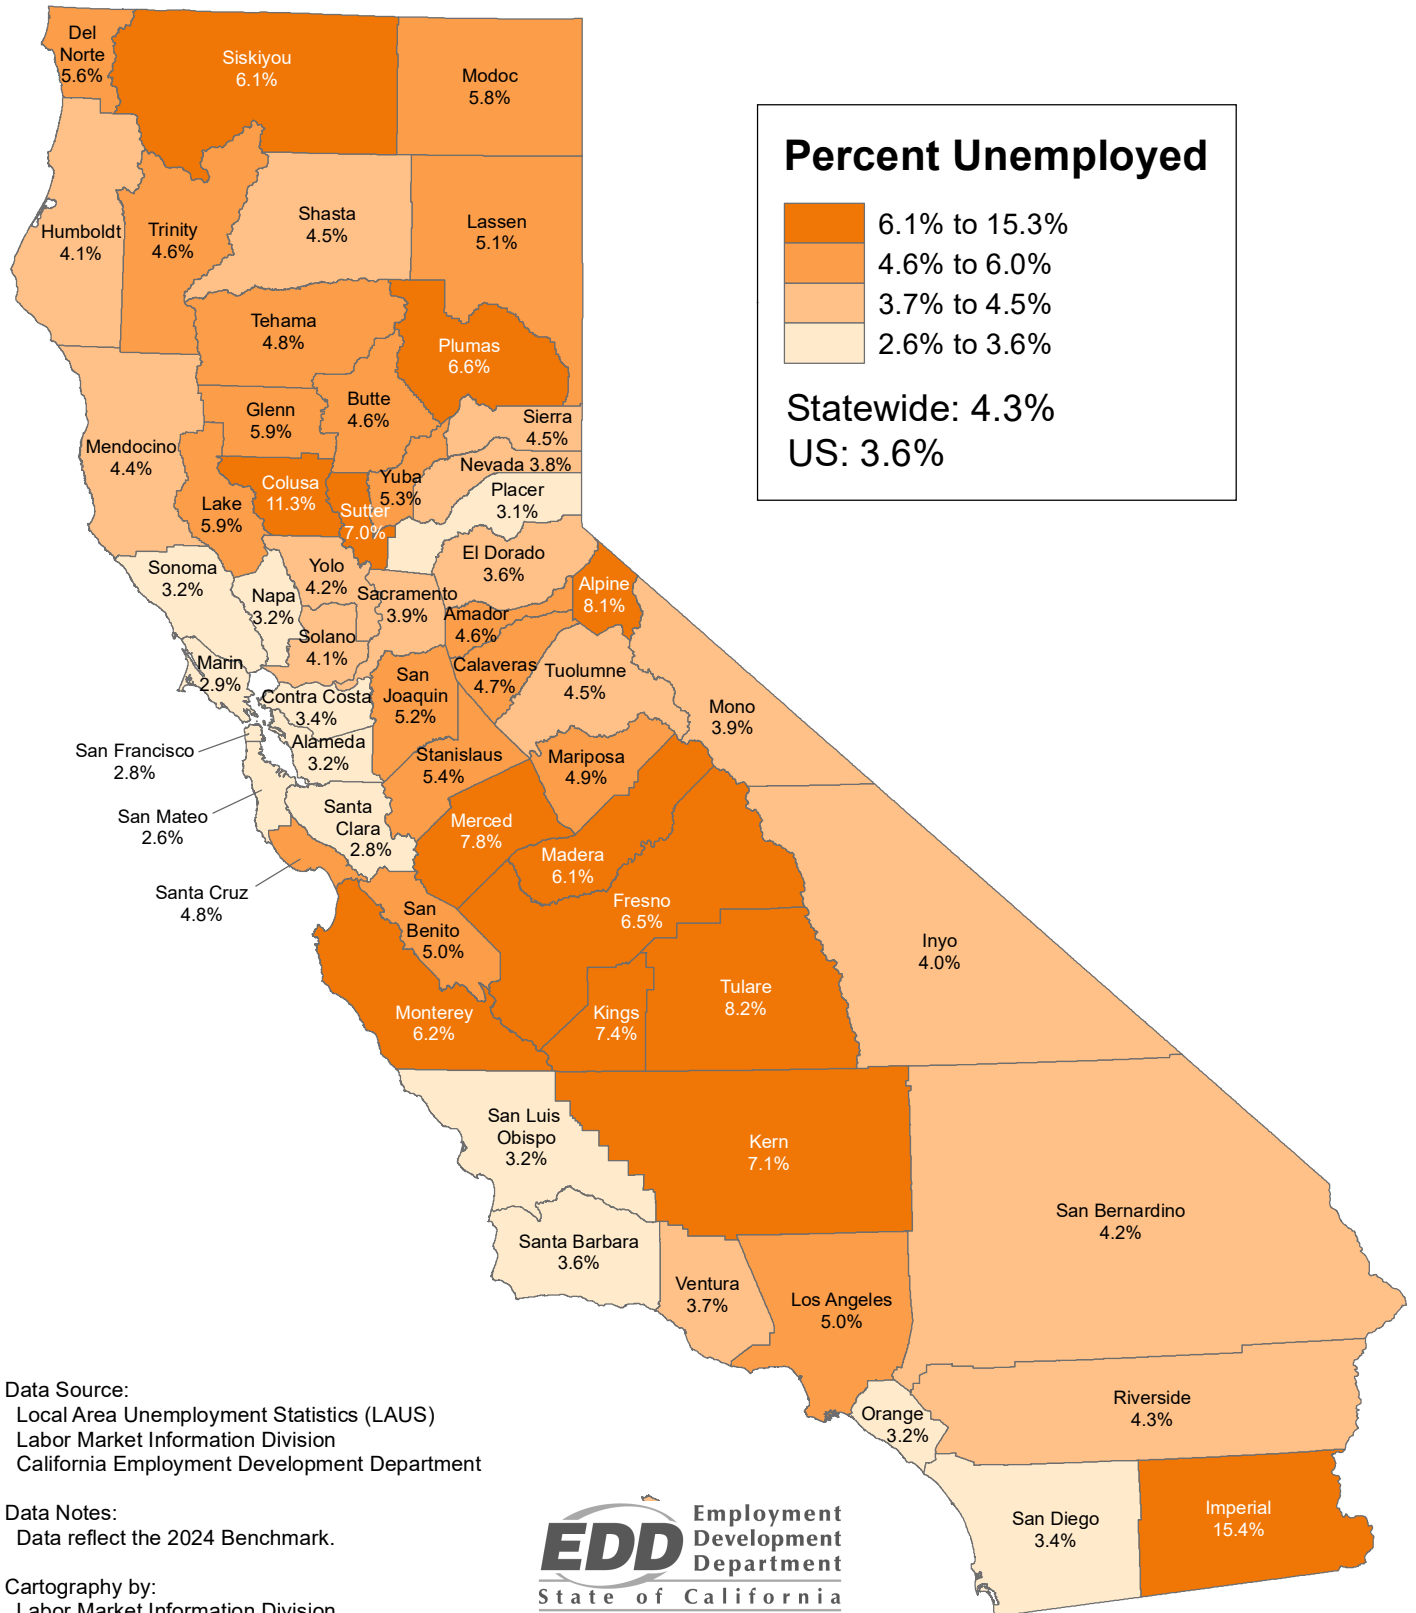 Del
Norte
5.6%
Siskiyou
6.1%
Modoc
5.8%
Percent Unemployed
6.1% to 15.3%
4.6% to 6.0%
3.7% to 4.5%
2.6% to 3.6%
Statewide: 4.3%
US: 3.6%
Humboldt
4.1%
Trinity
4.6%
Shasta
4.5%
Lassen
5.1%
Tehama
4.8%
Plumas
6.6%
Glenn
5.9%
Butte
4.6%
Sierra
4.5%
Mendocino
4.4%
Nevada 3.8%
Lake
5.9%
Colusa
11.3%
Yuba
5.3%
Sutter
7.0%
Placer
3.1%
Sonoma
3.2%
Napa
3.2%
Yolo
4.2%
Sacramento
3.9%
El Dorado
3.6%
Alpine
8.1%
Amador
4.6%
Solano
4.1%
Marin
2.9%
Contra Costa
3.4%
San
Joaquin
5.2%
Calaveras
4.7%
Tuolumne
4.5%
Mono
3.9%
San Francisco
2.8%
Alameda
3.2%
Stanislaus
5.4%
Mariposa
4.9%
San Mateo
2.6%
Santa
Clara
2.8%
Merced
7.8%
Madera
6.1%
Santa Cruz
4.8%
San
Benito
5.0%
Fresno
6.5%
Inyo
4.0%
Monterey
6.2%
Kings
7.4%
Tulare
8.2%
San Luis
Obispo
3.2%
Kern
7.1%
San Bernardino
4.2%
Santa Barbara
3.6%
Ventura
3.7%
Los Angeles
5.0%
Orange
3.2%
Riverside
4.3%
San Diego
3.4%
Imperial
15.4%
Data Source:
Local Area Unemployment Statistics (LAUS)
Labor Market Information Division
California Employment Development Department
Data Notes:
Data reflect the 2024 Benchmark.
Cartography by:
Labor Market Information Division
EDD
Employment
Development
Department
State of California